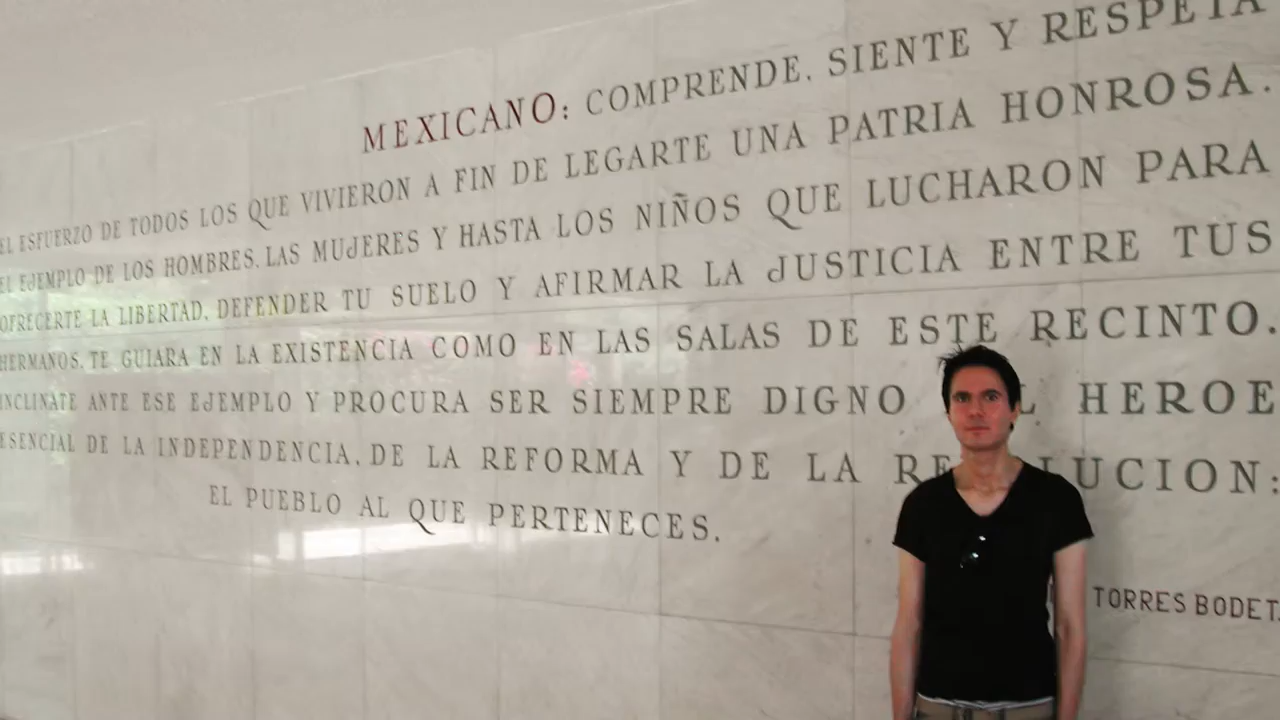 MEXICANO: COMPRENDE, SIENTE Y RESPETA
EL ESFUERZO DE TODOS LOS QUE VIVIERON A FIN DE LEGARTE UNA PATRIA HONROSA.
EL EJEMPLO DE LOS HOMBRES, LAS MUJERES Y HASTA LOS NIÑOS QUE LUCHARON PARA
OFRECERTE LA LIBERTAD, DEFENDER TU SUELO Y AFIRMAR LA JUSTICIA ENTRE TUS
HERMANOS, TE GUIARA EN LA EXISTENCIA COMO EN LAS SALAS DE ESTE RECINTO.
INCLINATE ANTE ESE EJEMPLO Y PROCURA SER SIEMPRE DIGNO HEROE
ESENCIAL DE LA INDEPENDENCIA, DE LA REFORMA Y DE LA
EL PUEBLO AL QUE PERTENECES.
TORRES BODET.